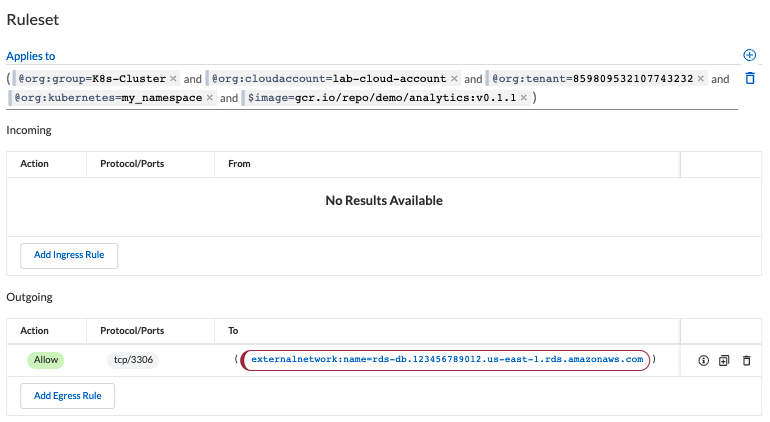 Ruleset
Applies to
( @org:group=K8s-Cluster × and @org:cloudaccount=lab-cloud-account × and @org:tenant=859809532107743232 × and
@org:kubernetes=my_namespace × and $image=gcr.io/repo/demo/analytics:v0.1.1 × )
Incoming
Action Protocol/Ports From
No Results Available
Add Ingress Rule
Outgoing
Action Protocol/Ports To
Allow tcp/3306 ( externalnetwork:name=rds-db.123456789012.us-east-1.rds.amazonaws.com )
Add Egress Rule